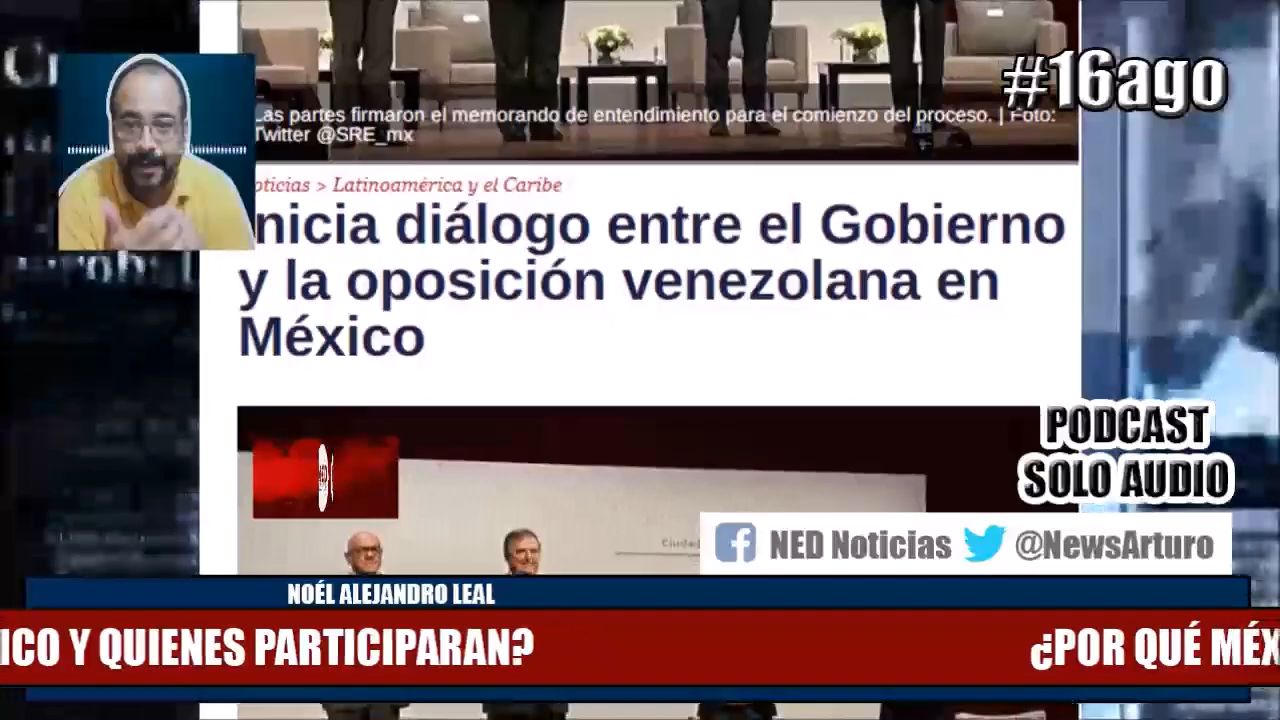 #16ago
Las partes firmaron el memorando de entendimiento para el comienzo del proceso. | Foto:
Twitter @SRE_mx
oticias > Latinoamérica y el Caribe
Inicia diálogo entre el Gobierno
y la oposición venezolana en
México
PODCAST
SOLO AUDIO
Ciudad
NED Noticias @NewsArturo
NOÉL ALEJANDRO LEAL
ICO Y QUIENES PARTICIPARAN? ¿POR QUÉ MÉX